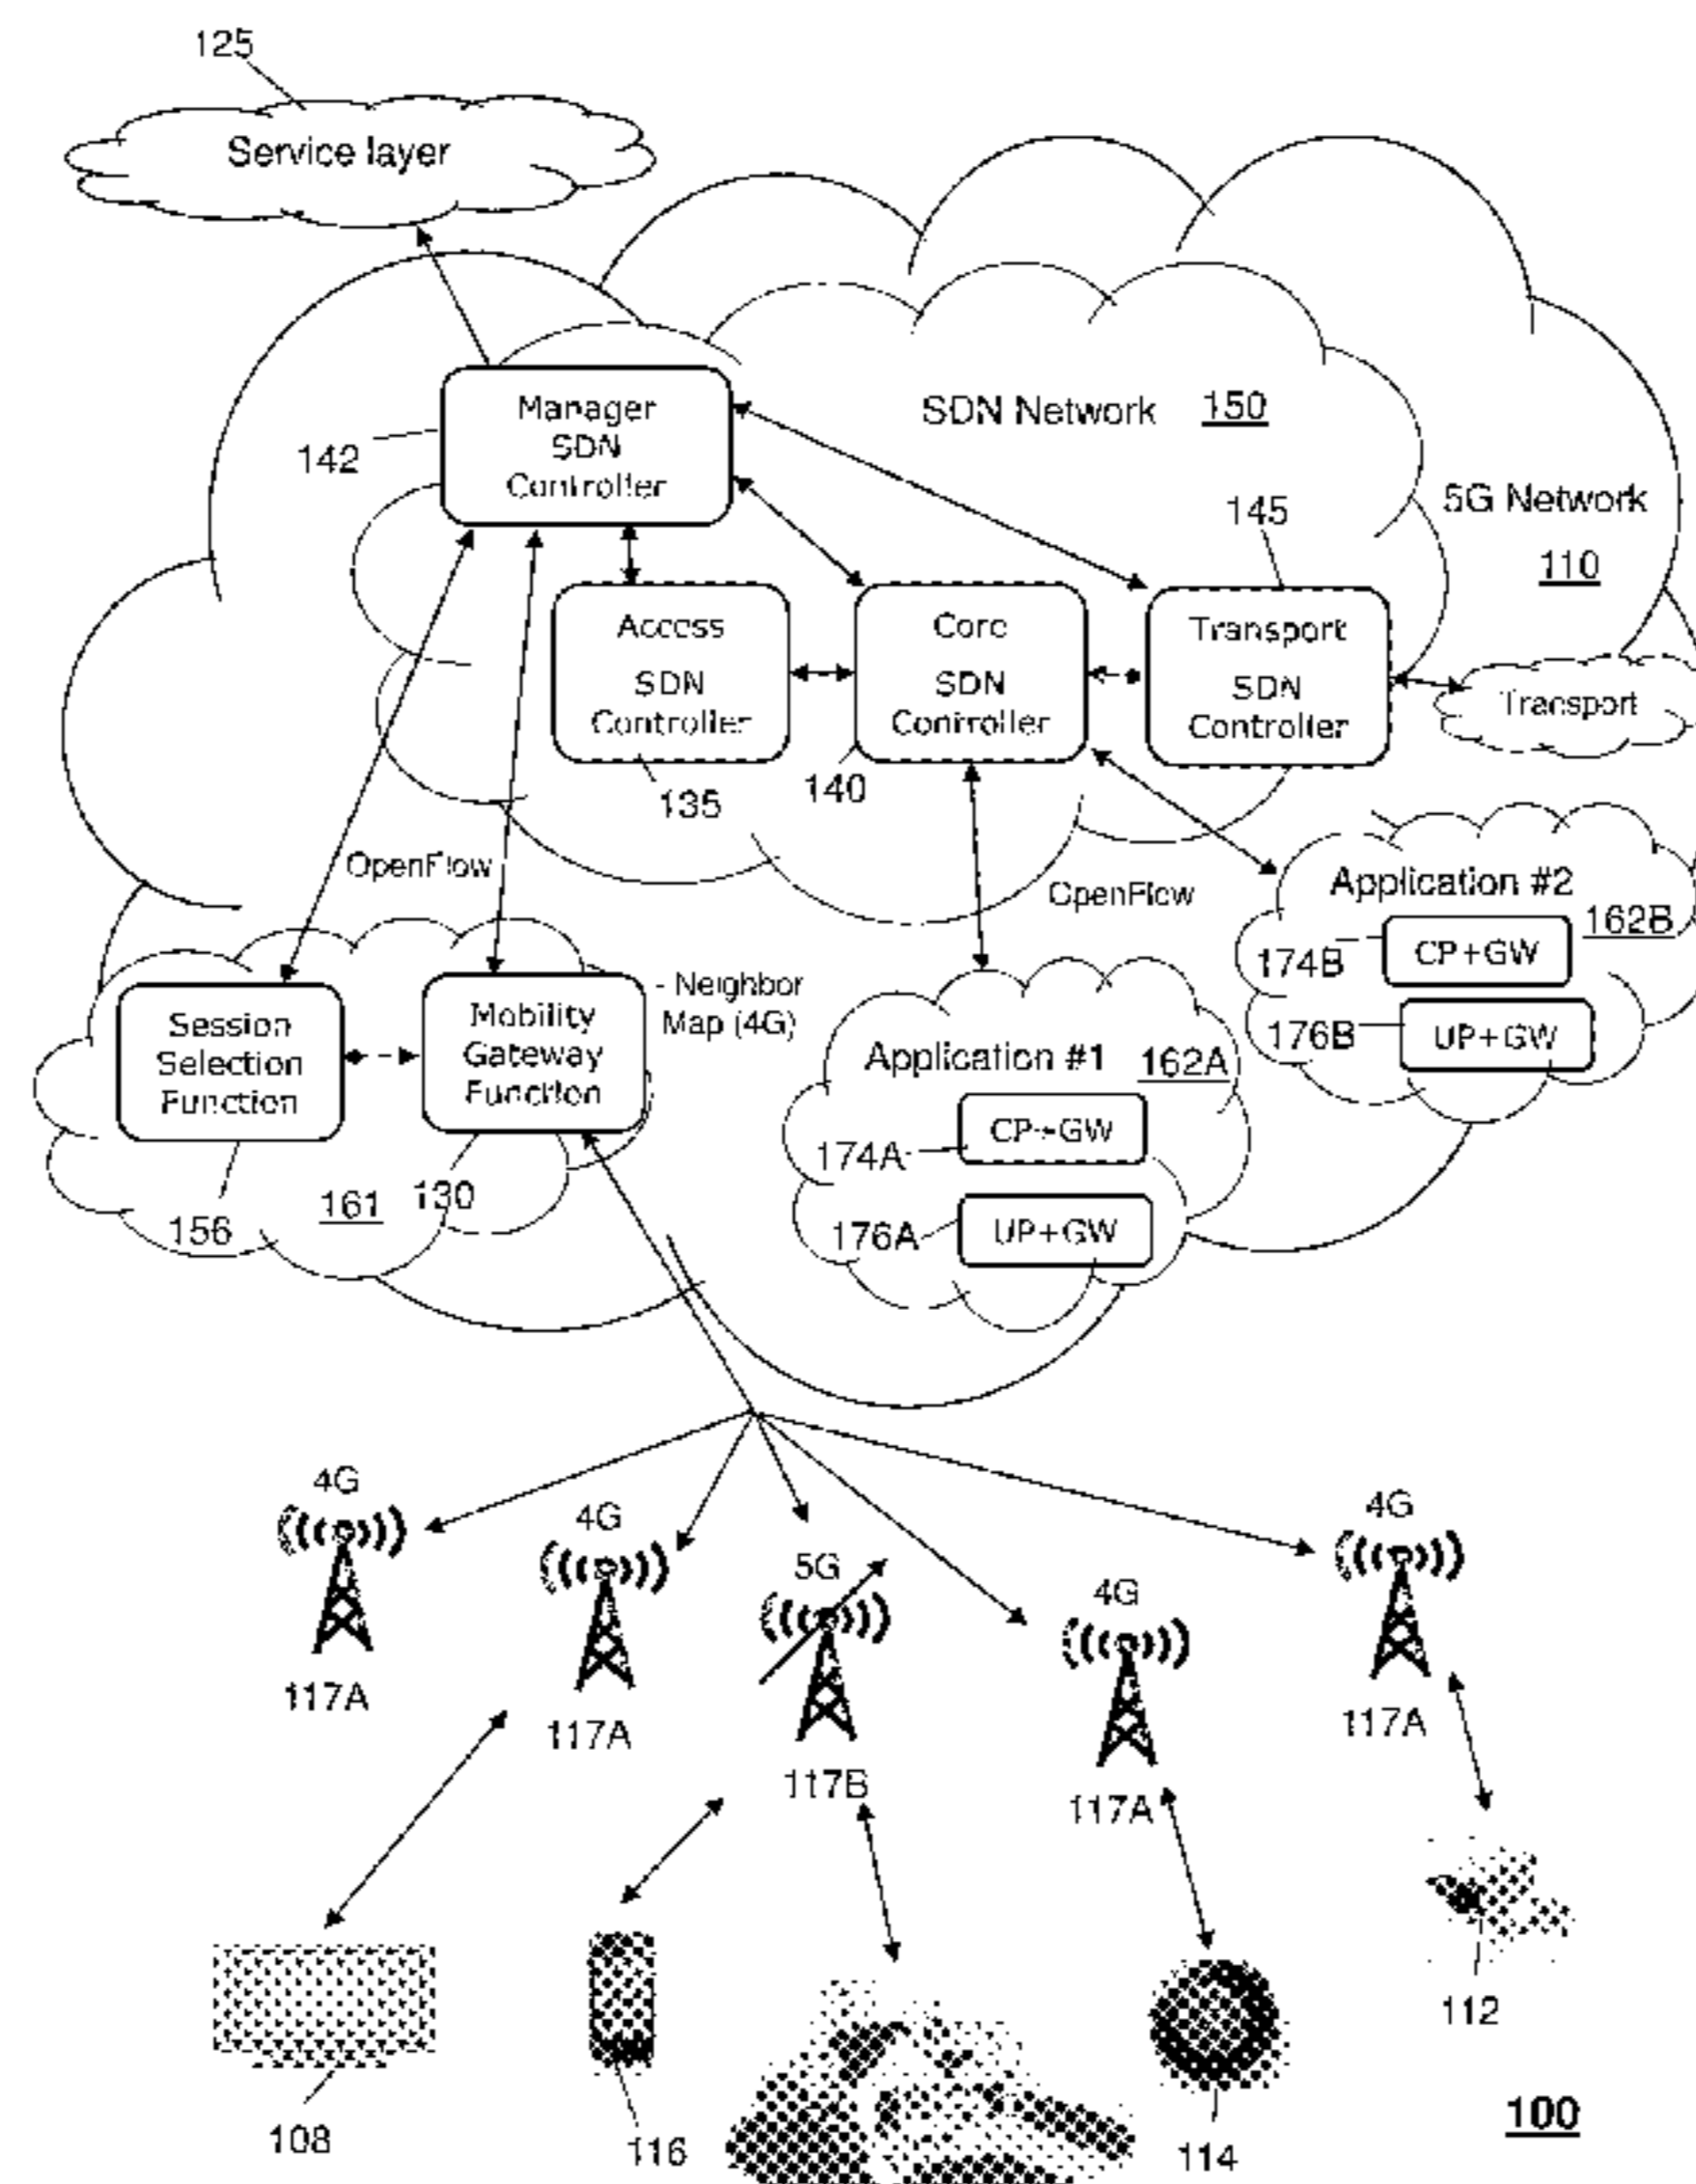 125
Service layer
SDN Network 150
Manager
SDN
Controller
142
5G Network
110
145
Access
SDN
Controller
135
Core
SDN
Controller
140
Transport
SDN
Controller
Transport
OpenFlow
OpenFlow
Application #2
162B
174B
CP+GW
176B
UP+GW
Session
Selection
Function
156
Mobility
Gateway
Function
130
161
- Neighbor
Map (4G)
Application #1 162A
174A
CP+GW
176A
UP+GW
4G
117A
4G
117A
5G
117B
4G
117A
4G
117A
108
116
114
112
100